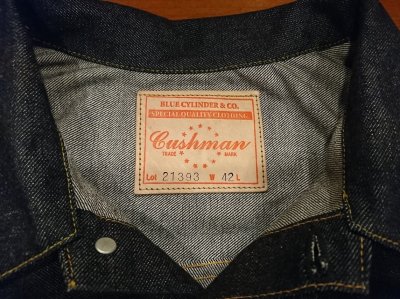 BLUE CYLINDER & CO.
SPECIAL QUALITY CLOTHING
Cushman
TRADE MARK
Lot 21393 W 42 L